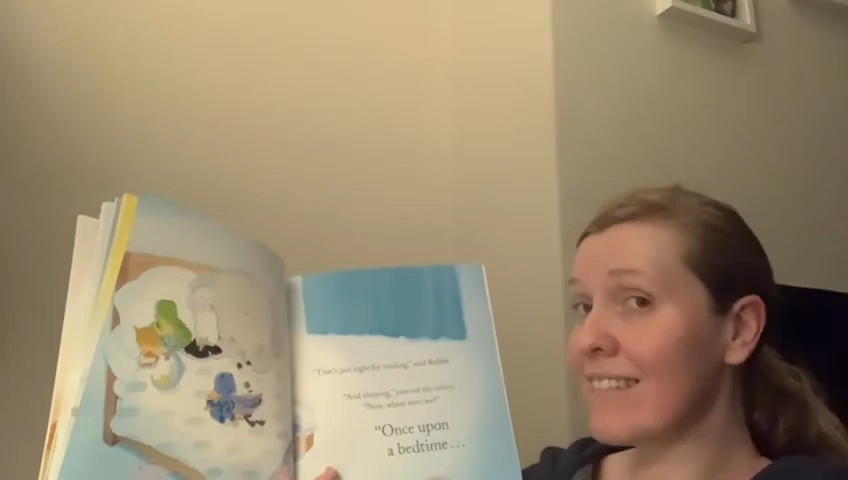 "That's just right for reading," said Rabbit
"And sleeping," yawned the others.
"Now, where were we?"
"Once upon
a bedtime...